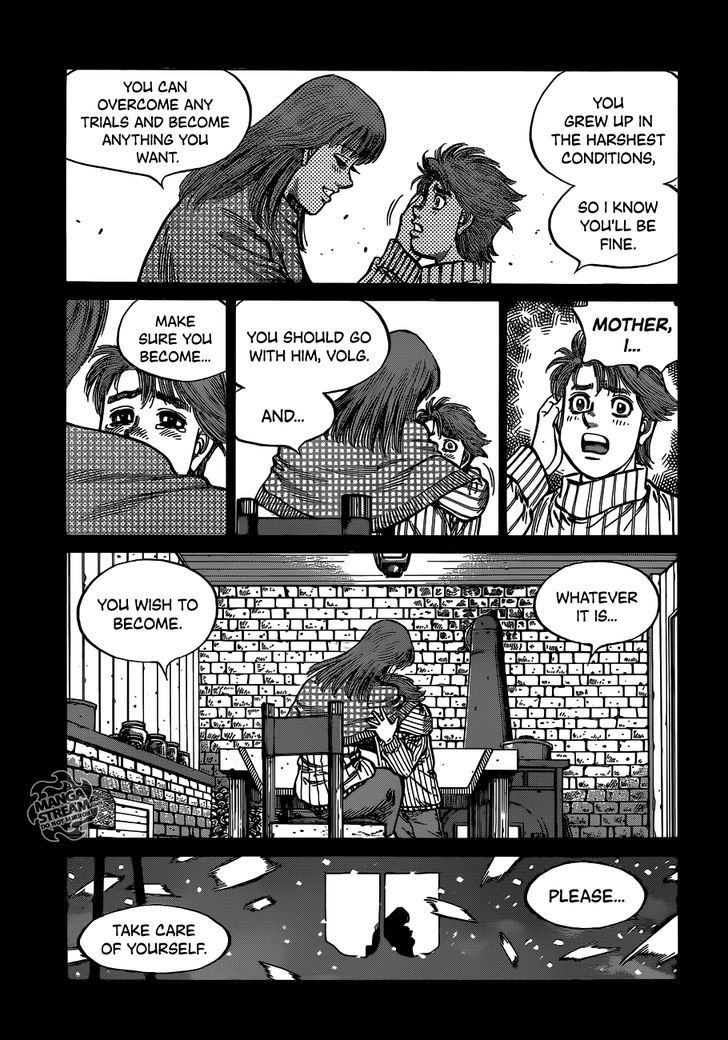 YOU
GREW UP IN
THE HARSHEST
CONDITIONS,
SO I KNOW
YOU'LL BE
FINE.
YOU CAN
OVERCOME ANY
TRIALS AND BECOME
ANYTHING YOU
WANT.
MOTHER,
I...
YOU SHOULD GO
WITH HIM, VOLG.
AND...
MAKE
SURE YOU
BECOME...
WHATEVER
IT IS...
YOU WISH TO
BECOME.
MANGA
STREAM
PLEASE...
TAKE CARE
OF YOURSELF.